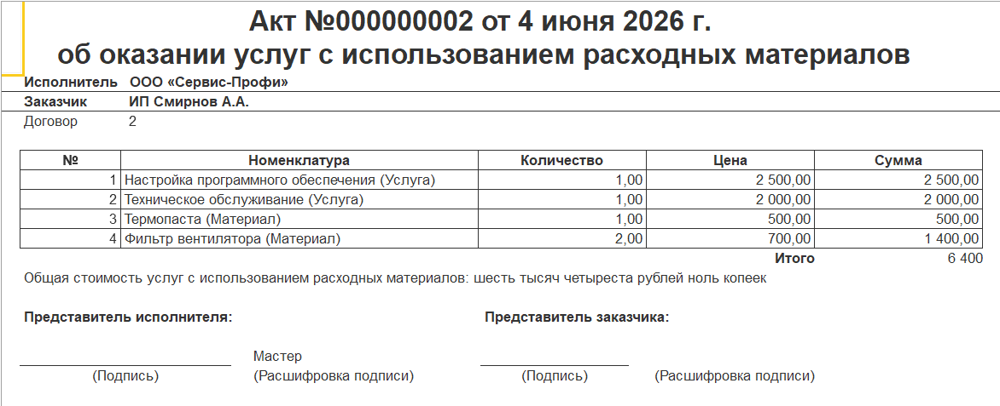 Акт №000000002 от 4 июня 2026 г.
об оказании услуг с использованием расходных материалов
Исполнитель ООО «Сервис-Профи»
Заказчик ИП Смирнов А.А.
Договор 2
№ Номенклатура Количество Цена Сумма
1 Настройка программного обеспечения (Услуга) 1,00 2 500,00 2 500,00
2 Техническое обслуживание (Услуга) 1,00 2 000,00 2 000,00
3 Термопаста (Материал) 1,00 500,00 500,00
4 Фильтр вентилятора (Материал) 2,00 700,00 1 400,00
Итого 6 400
Общая стоимость услуг с использованием расходных материалов: шесть тысяч четыреста рублей ноль копеек
Представитель исполнителя: Представитель заказчика:
Мастер
(Подпись) (Расшифровка подписи) (Подпись) (Расшифровка подписи)